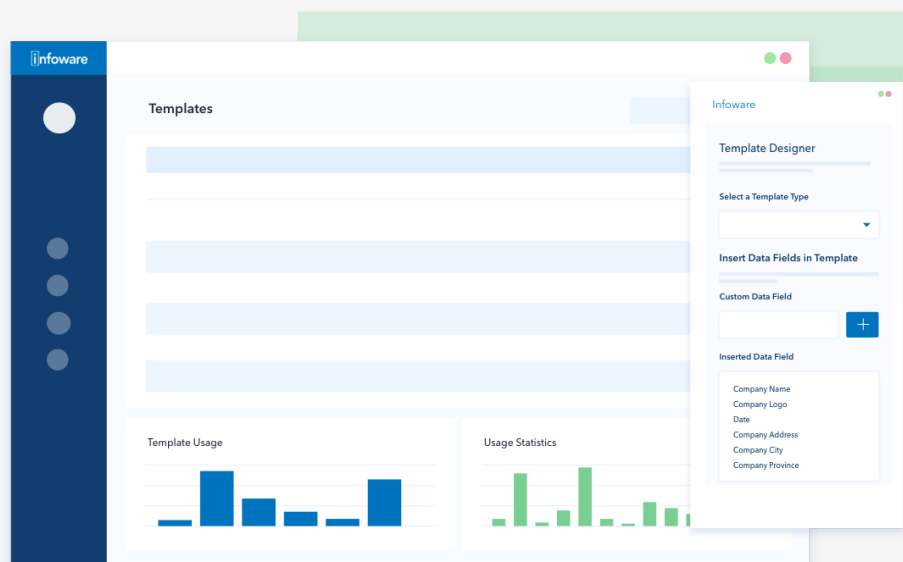 infoware
Templates
Template Usage
Usage Statistics
Infoware
Template Designer
Select a Template Type
Insert Data Fields in Template
Custom Data Field
Inserted Data Field
Company Name
Company Logo
Date
Company Address
Company City
Company Province